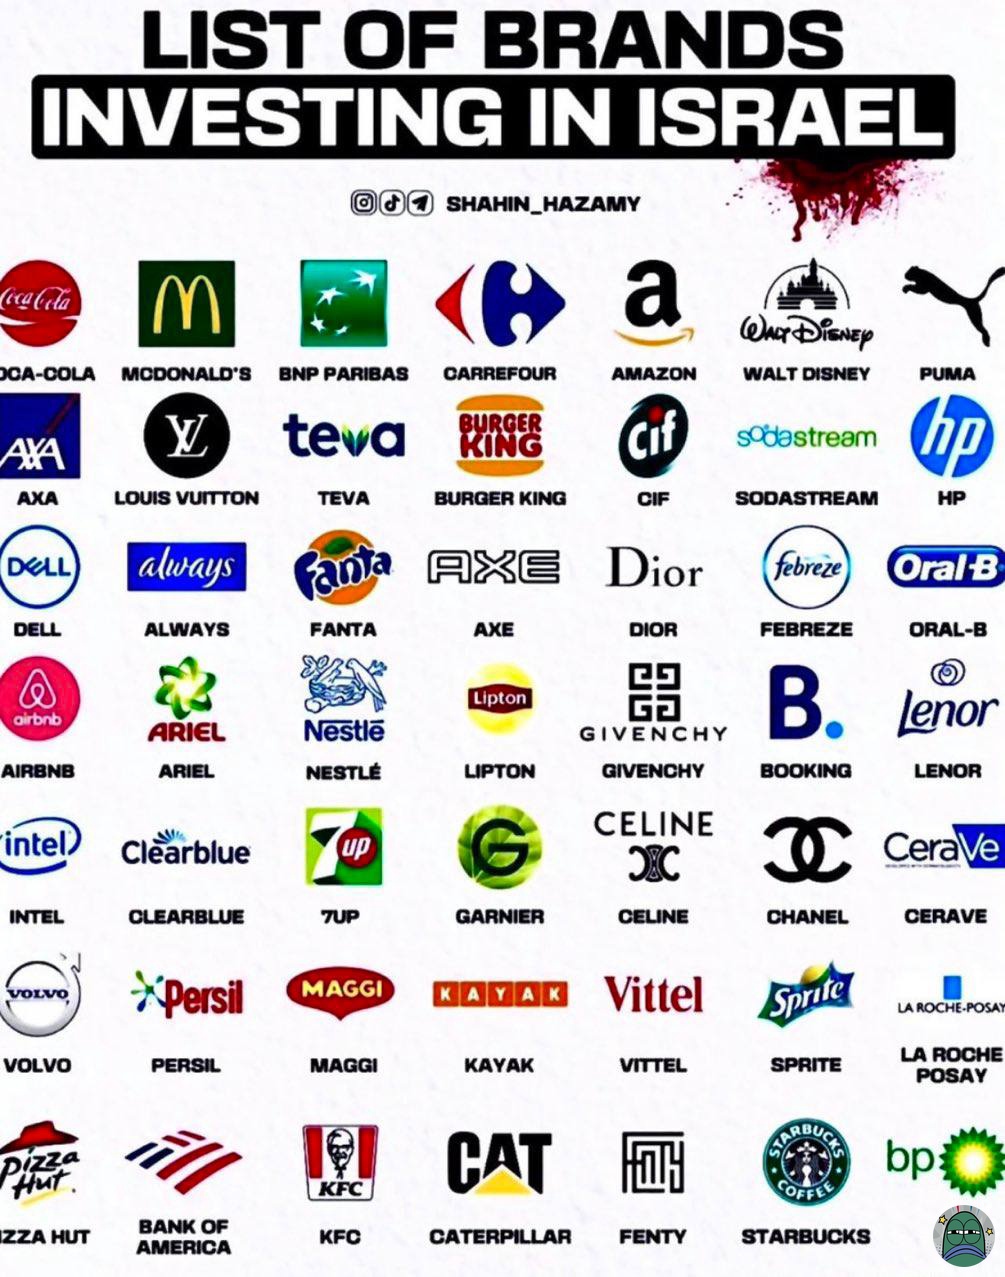 LIST OF BRANDS
INVESTING IN ISRAEL
SHAHIN_HAZAMY
Coca-Cola
WALT DISNEY
OCA-COLA MCDONALD'S BNP PARIBAS CARREFOUR AMAZON WALT DISNEY PUMA
AXA LV teva BURGER KING Cif sodastream hp
AXA LOUIS VUITTON TEVA BURGER KING CIF SODASTREAM HP
DELL always Fanta AXE Dior febreze Oral-B
DELL ALWAYS FANTA AXE DIOR FEBREZE ORAL-B
airbnb ARIEL Nestlē Lipton GIVENCHY B. Lenor
AIRBNB ARIEL NESTLÉ LIPTON GIVENCHY BOOKING LENOR
intel Clearblue 7up G CELINE CeraVe
INTEL CLEARBLUE 7UP GARNIER CELINE CHANEL CERAVE
VOLVO Persil MAGGI KAYAK Vittel Sprite LA ROCHE-POSAY
VOLVO PERSIL MAGGI KAYAK VITTEL SPRITE LA ROCHE
POSAY
Pizza Hut KFC CAT STARBUCKS COFFEE bp
IZZA HUT BANK OF
AMERICA KFC CATERPILLAR FENTY STARBUCKS